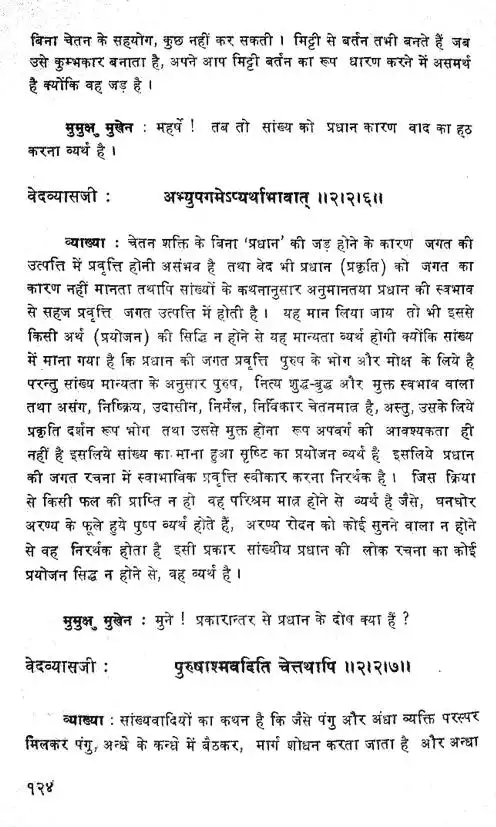 बिना चेतन के सहयोग, कुछ नहीं कर सकती । मिट्टी से बर्तन तभी बनते हैं जब
उसे कुम्भकार बनाता है, अपने आप मिट्टी बर्तन का रूप धारण करने में असमर्थ
है क्योंकि वह जड़ है ।
मुमुक्षु मुखेन : महर्षे ! तब तो सांख्य को प्रधान कारण वाद का हठ
करना व्यर्थ है ।
वेदव्यासजी : अभ्युपगमेऽप्यर्थाभावात् ॥२।२।६॥
व्याख्या : चेतन शक्ति के बिना 'प्रधान' की जड़ होने के कारण जगत की
उत्पत्ति में प्रवृत्ति होनी असंभव है तथा वेद भी प्रधान (प्रकृति) को जगत का
कारण नहीं मानता तथापि सांख्यों के कथनानुसार अनुमानतया प्रधान की स्वभाव
से सहज प्रवृत्ति जगत उत्पत्ति में होती है । यह मान लिया जाय तो भी इससे
किसी अर्थ (प्रयोजन) की सिद्धि न होने से यह मान्यता व्यर्थ होगी क्योंकि सांख्य
में माना गया है कि प्रधान की जगत प्रवृत्ति पुरुष के भोग और मोक्ष के लिये है
परन्तु सांख्य मान्यता के अनुसार पुरुष, नित्य शुद्ध-बुद्ध और मुक्त स्वभाव वाला
तथा असंग, निष्क्रिय, उदासीन, निर्मल, निर्विकार चेतनमात्र है, अस्तु, उसके लिये
प्रकृति दर्शन रूप भोग तथा उससे मुक्त होना रूप अपवर्ग की आवश्यकता ही
नहीं है इसलिये सांख्य का माना हुआ सृष्टि का प्रयोजन व्यर्थ है इसलिये प्रधान
की जगत रचना में स्वाभाविक प्रवृत्ति स्वीकार करना निरर्थक है । जिस क्रिया
से किसी फल की प्राप्ति न हो वह परिश्रम मात्र होने से व्यर्थ है जैसे, घनघोर
अरण्य के फूले हुये पुष्प व्यर्थ होते हैं, अरण्य रोदन को कोई सुनने वाला न होने
से वह निरर्थक होता है इसी प्रकार सांख्यीय प्रधान की लोक रचना का कोई
प्रयोजन सिद्ध न होने से, वह व्यर्थ है ।
मुमुक्षु मुखेन : मुने ! प्रकारान्तर से प्रधान के दोष क्या हैं ?
वेदव्यासजी : पुरुषाश्मवदिति चेत्तथापि ॥२।२।७॥
व्याख्या : सांख्यवादियों का कथन है कि जैसे पंगु और अंधा व्यक्ति परस्पर
मिलकर पंगु, अन्धे के कन्धे में बैठकर, मार्ग शोधन करता जाता है और अन्धा
१२४